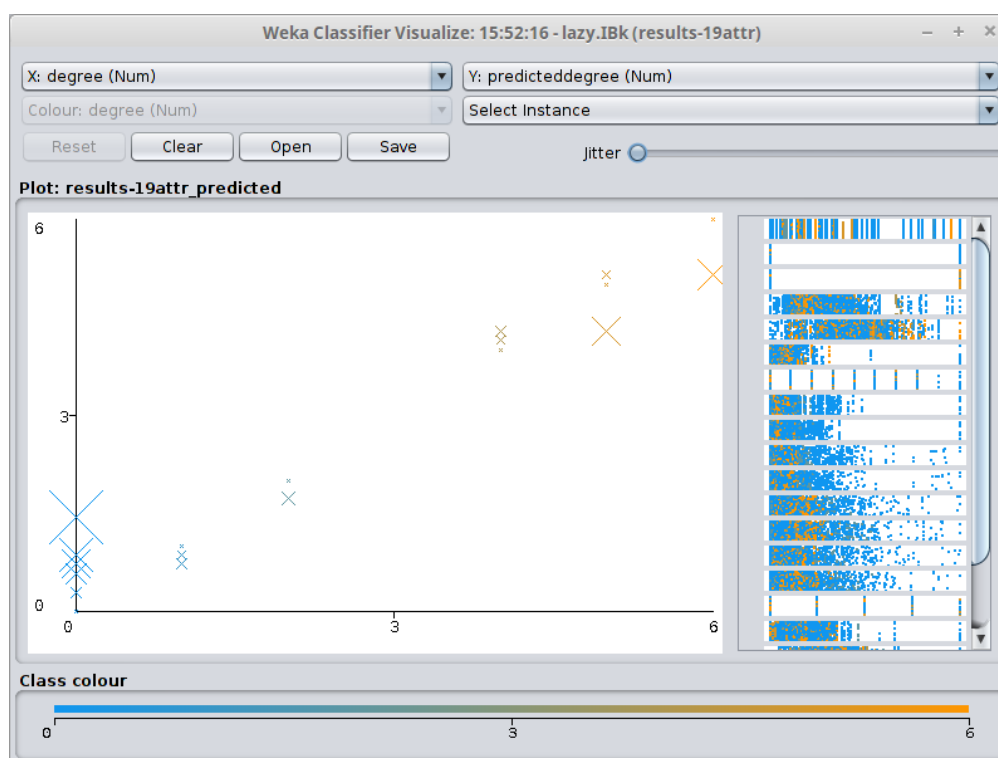 Weka Classifier Visualize: 15:52:16 - lazy.IBk (results-19attr)
X: degree (Num)
Y: predicteddegree (Num)
Colour: degree (Num)
Select Instance
Reset Clear Open Save Jitter
Plot: results-19attr_predicted
6
3
0
0 3 6
Class colour
0 3 6